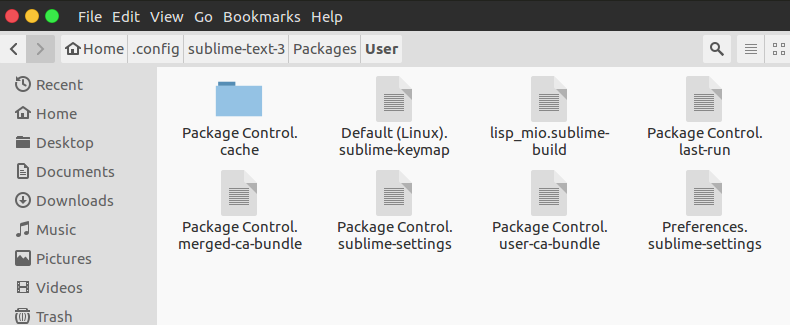 File Edit View Go Bookmarks Help
Home .config sublime-text-3 Packages User
Recent
Home
Desktop
Documents
Downloads
Music
Pictures
Videos
Trash
Package Control.
cache
Default (Linux).
sublime-keymap
lisp_mio.sublime-
build
Package Control.
last-run
Package Control.
merged-ca-bundle
Package Control.
sublime-settings
Package Control.
user-ca-bundle
Preferences.
sublime-settings